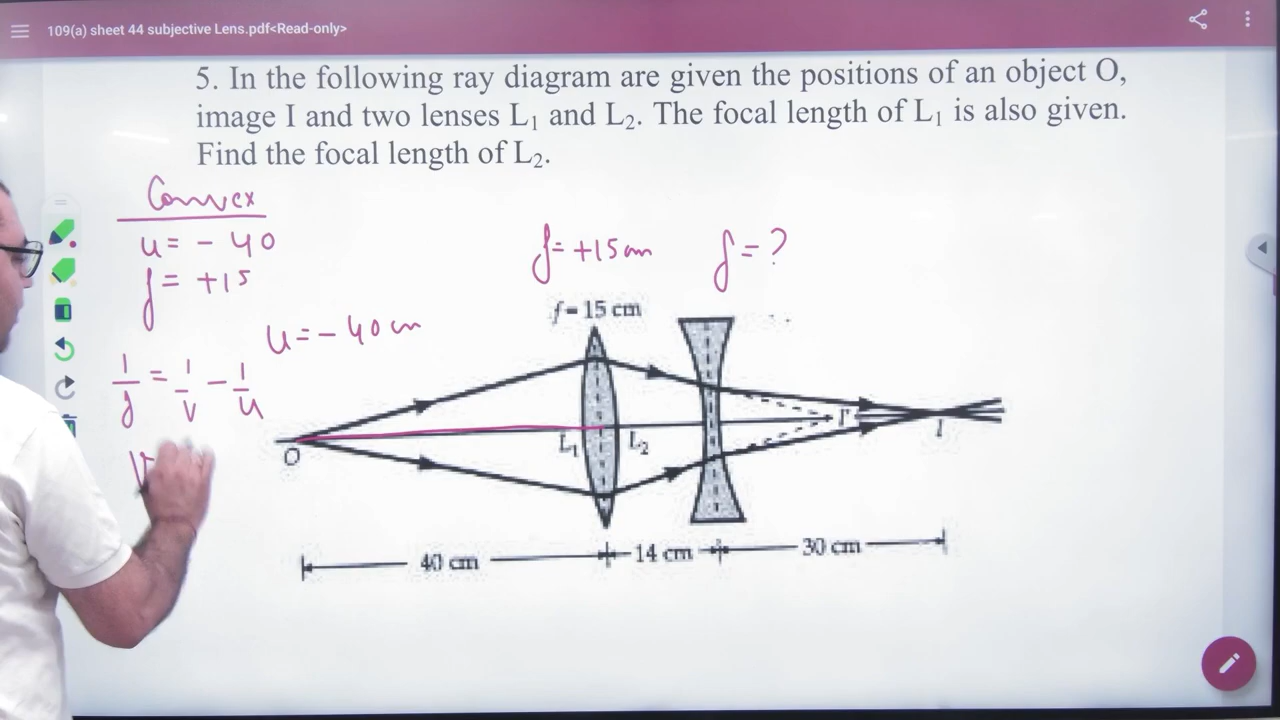 109(a) sheet 44 subjective Lens.pdf<Read-only>
5. In the following ray diagram are given the positions of an object O,
image I and two lenses L₁ and L₂. The focal length of L₁ is also given.
Find the focal length of L₂.
Convex
u = - 40
f = +15
f = +15 cm
f = ?
u = - 40 cm
1/f = 1/v - 1/u
f = 15 cm
O
L₁
L₂
I'
I
40 cm
14 cm
30 cm